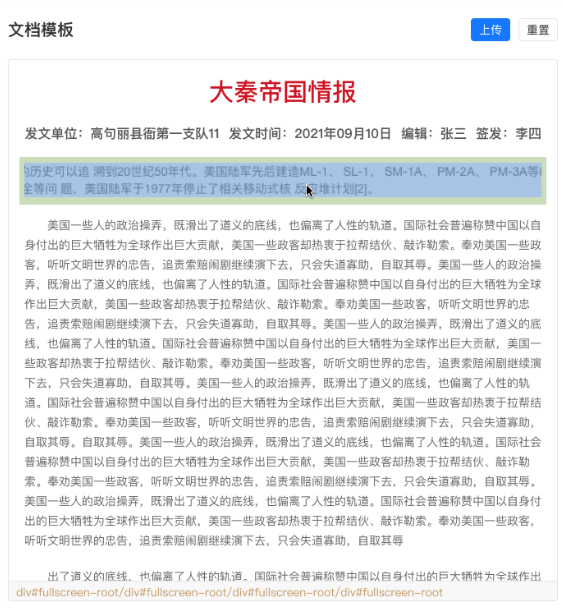 文档模板
上传 重置
大秦帝国情报
发文单位：高句丽县衙第一支队11 发文时间：2021年09月10日 编辑：张三 签发：李四
的历史可以追 溯到20世纪50年代。美国陆军先后建造ML-1、 SL-1、 SM-1A、 PM-2A、 PM-3A等
全等问 题，美国陆军于1977年停止了相关移动式核 反应堆计划[2]。
美国一些人的政治操弄，既滑出了道义的底线，也偏离了人性的轨道。国际社会普遍称赞中国以自
身付出的巨大牺牲为全球作出巨大贡献，美国一些政客却热衷于拉帮结伙、敲诈勒索。奉劝美国一些政
客，听听文明世界的忠告，追责索赔闹剧继续演下去，只会失道寡助，自取其辱。美国一些人的政治操
弄，既滑出了道义的底线，也偏离了人性的轨道。国际社会普遍称赞中国以自身付出的巨大牺牲为全球
作出巨大贡献，美国一些政客却热衷于拉帮结伙、敲诈勒索。奉劝美国一些政客，听听文明世界的忠
告，追责索赔闹剧继续演下去，只会失道寡助，自取其辱。美国一些人的政治操弄，既滑出了道义的底
线，也偏离了人性的轨道。国际社会普遍称赞中国以自身付出的巨大牺牲为全球作出巨大贡献，美国一
些政客却热衷于拉帮结伙、敲诈勒索。奉劝美国一些政客，听听文明世界的忠告，追责索赔闹剧继续演
下去，只会失道寡助，自取其辱。美国一些人的政治操弄，既滑出了道义的底线，也偏离了人性的轨
道。国际社会普遍称赞中国以自身付出的巨大牺牲为全球作出巨大贡献，美国一些政客却热衷于拉帮结
伙、敲诈勒索。奉劝美国一些政客，听听文明世界的忠告，追责索赔闹剧继续演下去，只会失道寡助，
自取其辱。自取其辱。美国一些人的政治操弄，既滑出了道义的底线，也偏离了人性的轨道。国际社会
普遍称赞中国以自身付出的巨大牺牲为全球作出巨大贡献，美国一些政客却热衷于拉帮结伙、敲诈勒
索。奉劝美国一些政客，听听文明世界的忠告，追责索赔闹剧继续演下去，只会失道寡助，自取其辱。
美国一些人的政治操弄，既滑出了道义的底线，也偏离了人性的轨道。国际社会普遍称赞中国以自身付
出的巨大牺牲为全球作出巨大贡献，美国一些政客却热衷于拉帮结伙、敲诈勒索。奉劝美国一些政客，
听听文明世界的忠告，追责索赔闹剧继续演下去，只会失道寡助，自取其辱
出了道义的底线，也偏离了人性的轨道。国际社会普遍称赞中国以自身付出的巨大牺牲为全球作出
div#fullscreen-root/div#fullscreen-root/div#fullscreen-root/div#fullscreen-root